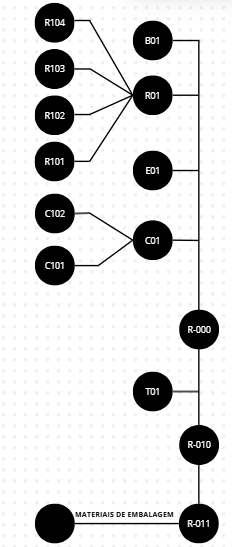 R104
B01
R103
R01
R102
R101
E01
C102
C01
C101
R-000
T01
R-010
MATERIAIS DE EMBALAGEM
R-011